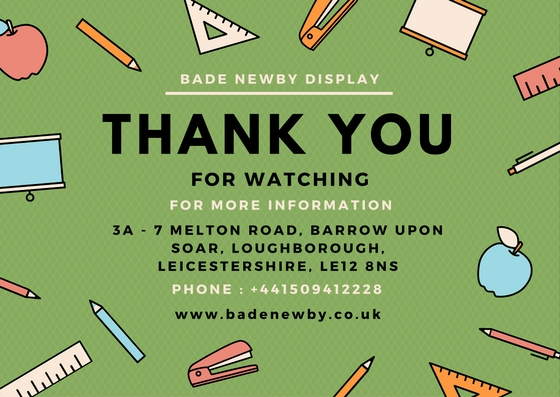 BADE NEWBY DISPLAY
THANK YOU
FOR WATCHING
FOR MORE INFORMATION
3A - 7 MELTON ROAD, BARROW UPON
SOAR, LOUGHBOROUGH,
LEICESTERSHIRE, LE12 8NS
PHONE : +441509412228
www.badenewby.co.uk